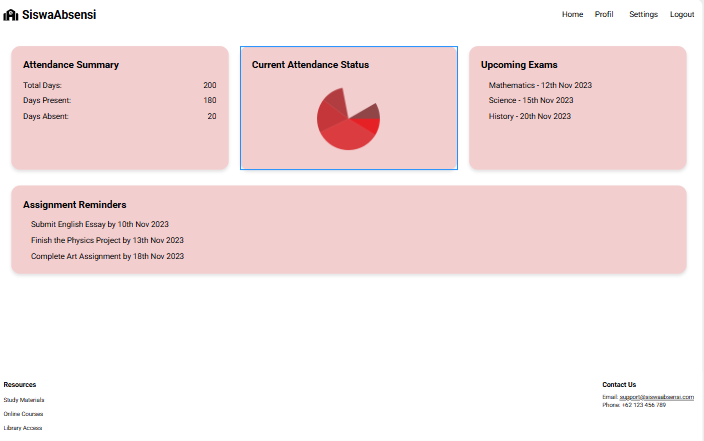 SiswaAbsensi
Home Profil Settings Logout
Attendance Summary
Total Days: 200
Days Present: 180
Days Absent: 20
Current Attendance Status
Upcoming Exams
Mathematics - 12th Nov 2023
Science - 15th Nov 2023
History - 20th Nov 2023
Assignment Reminders
Submit English Essay by 10th Nov 2023
Finish the Physics Project by 13th Nov 2023
Complete Art Assignment by 18th Nov 2023
Resources
Study Materials
Online Courses
Library Access
Contact Us
Email: support@siswaabsensi.com
Phone: +62 123 456 789